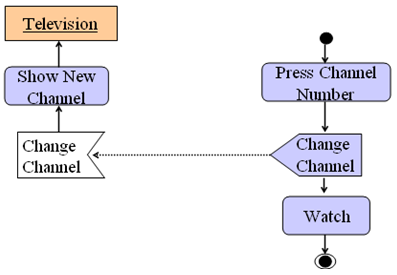 Television
Show New
Channel
Change
Channel
Press Channel
Number
Change
Channel
Watch